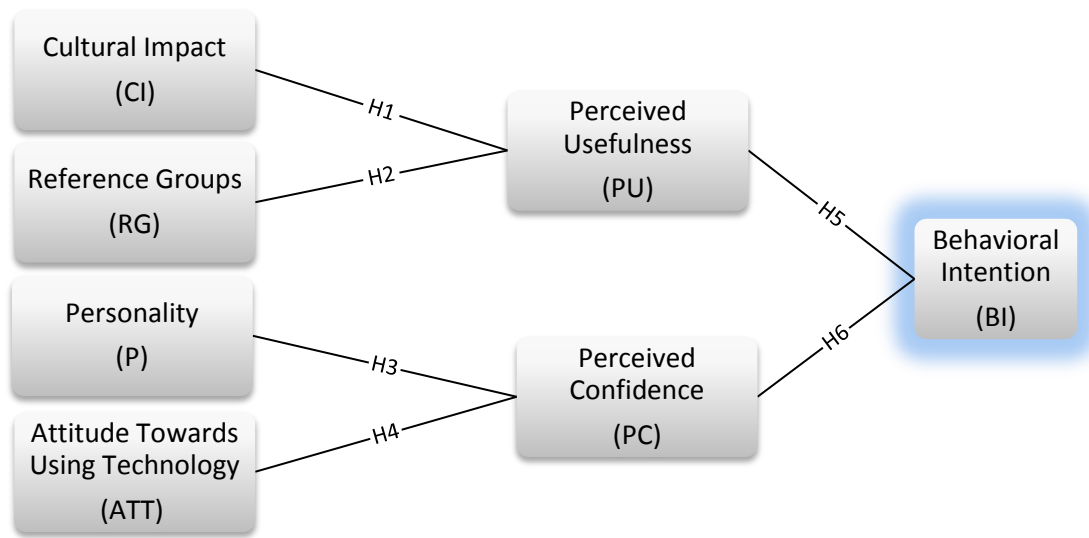 Cultural Impact
(CI)
Reference Groups
(RG)
Personality
(P)
Attitude Towards
Using Technology
(ATT)
H1
H2
H3
H4
Perceived
Usefulness
(PU)
Perceived
Confidence
(PC)
H5
H6
Behavioral
Intention
(BI)